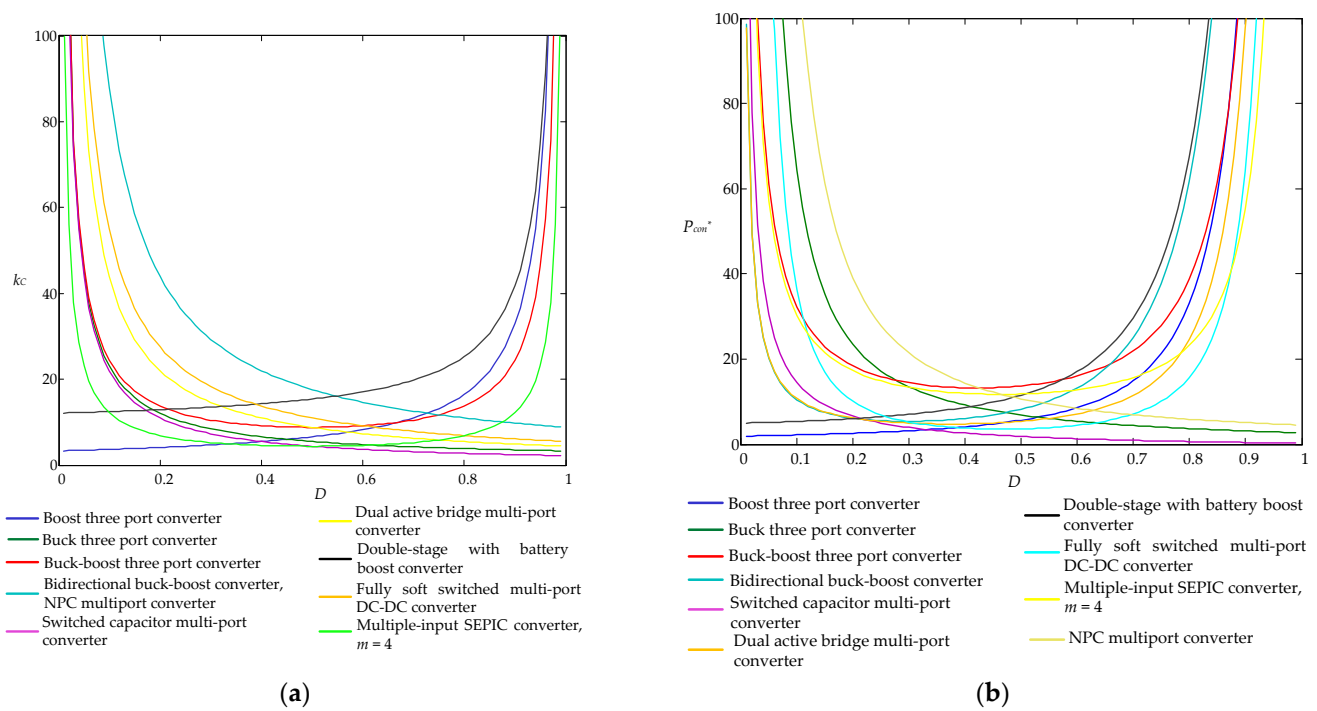 100
80
60
kC
40
20
0
0
0.2
0.4
0.6
0.8
1
D
Boost three port converter
Buck three port converter
Buck-boost three port converter
Bidirectional buck-boost converter,
NPC multiport converter
Switched capacitor multi-port
converter
Dual active bridge multi-port
converter
Double-stage with battery
boost converter
Fully soft switched multi-port
DC-DC converter
Multiple-input SEPIC converter,
m = 4
(a)
100
80
60
Pcon*
40
20
0
0
0.1
0.2
0.3
0.4
0.5
0.6
0.7
0.8
0.9
1
D
Boost three port converter
Buck three port converter
Buck-boost three port converter
Bidirectional buck-boost converter
Switched capacitor multi-port
converter
Dual active bridge multi-port
converter
Double-stage with battery boost
converter
Fully soft switched multi-port
DC-DC converter
Multiple-input SEPIC converter,
m = 4
NPC multiport converter
(b)